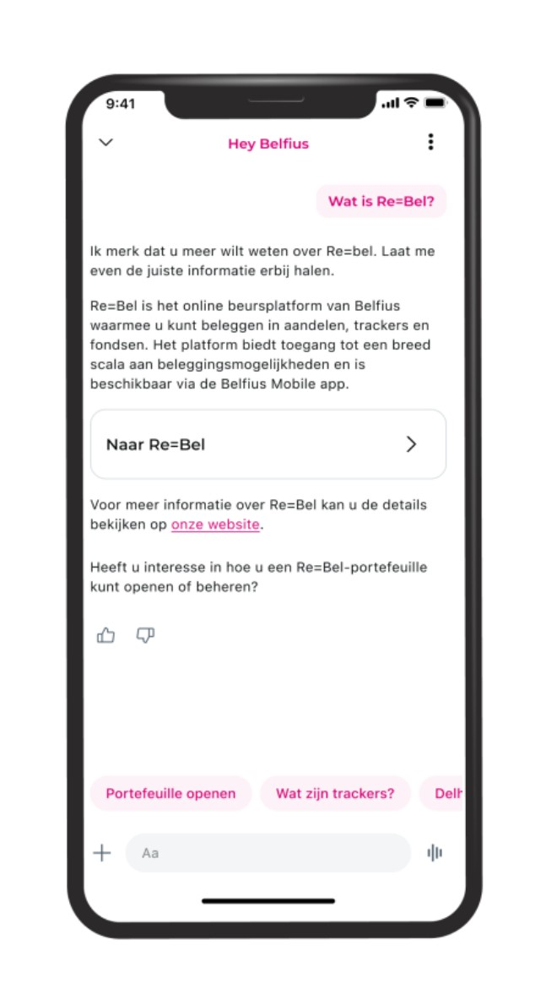 9:41
Hey Belfius
Wat is Re=Bel?
Ik merk dat u meer wilt weten over Re=bel. Laat me
even de juiste informatie erbij halen.
Re=Bel is het online beursplatform van Belfius
waarmee u kunt beleggen in aandelen, trackers en
fondsen. Het platform biedt toegang tot een breed
scala aan beleggingsmogelijkheden en is
beschikbaar via de Belfius Mobile app.
Naar Re=Bel
Voor meer informatie over Re=Bel kan u de details
bekijken op onze website.
Heeft u interesse in hoe u een Re=Bel-portefeuille
kunt openen of beheren?
Portefeuille openen
Wat zijn trackers?
Aa